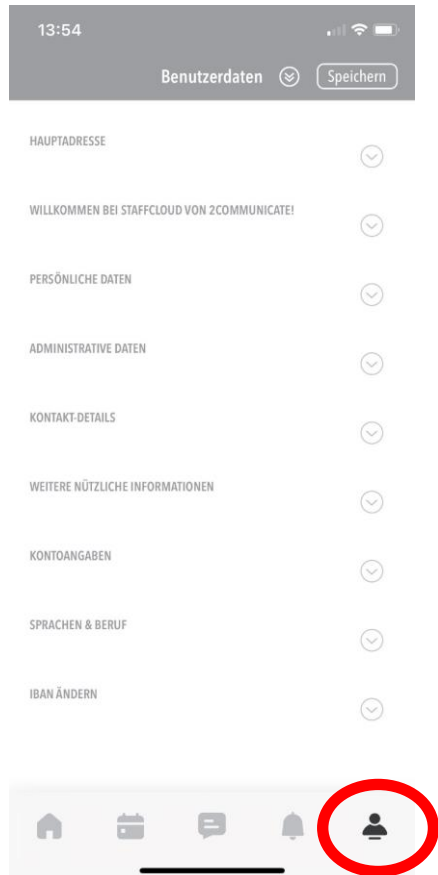 13:54
Benutzerdaten
Speichern
HAUPTADRESSE
WILLKOMMEN BEI STAFFCLOUD VON 2COMMUNICATE!
PERSÖNLICHE DATEN
ADMINISTRATIVE DATEN
KONTAKT-DETAILS
WEITERE NÜTZLICHE INFORMATIONEN
KONTOANGABEN
SPRACHEN & BERUF
IBAN ÄNDERN